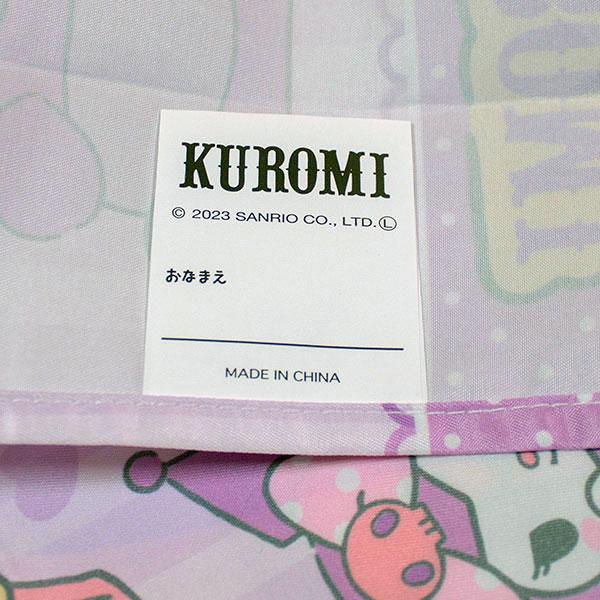 KUROMI
© 2023 SANRIO CO., LTD. Ⓛ
おなまえ
MADE IN CHINA